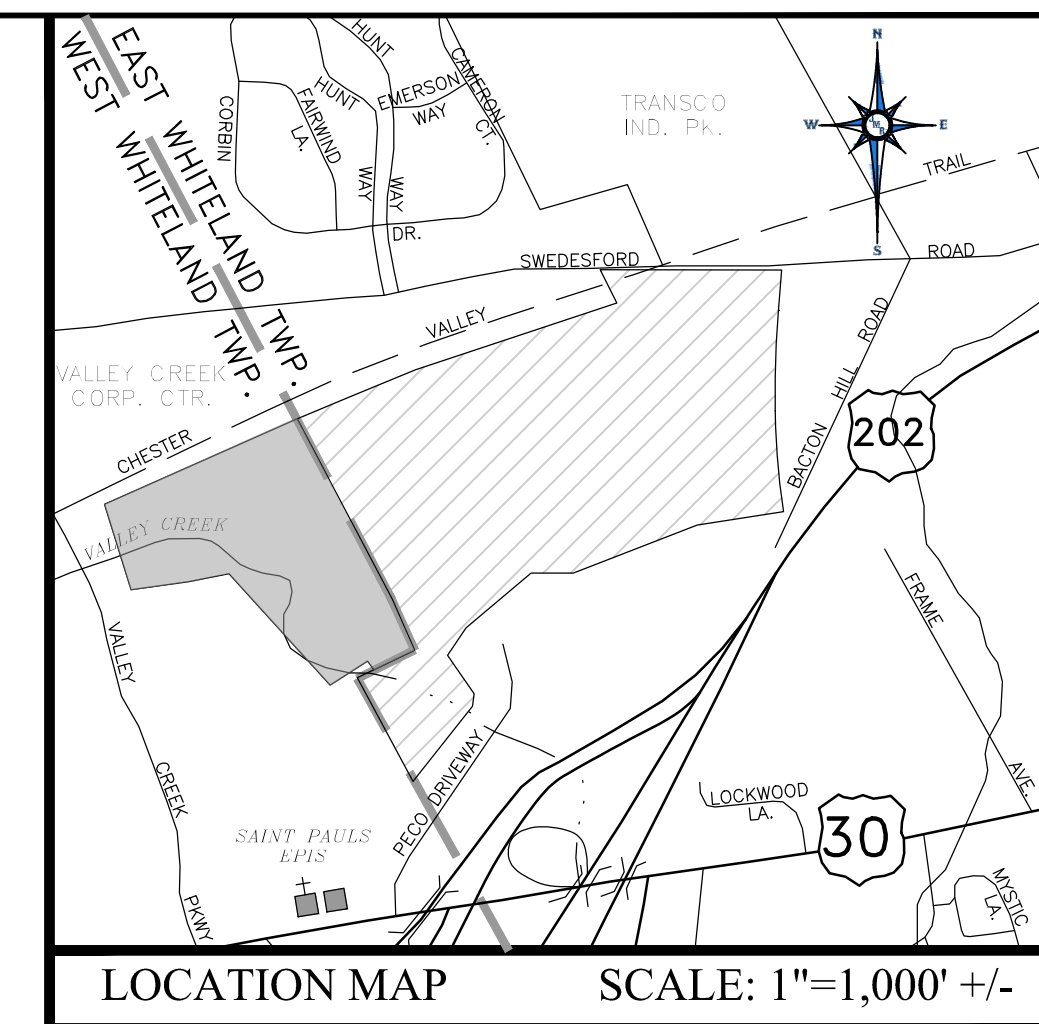 EAST WHITELAND TWP.
WEST WHITELAND TWP.
HUNT
WAY
HUNT
WAY
CORBIN
DR.
FAIRWIND
LA.
EMERSON
WAY
CAMERON
CT.
TRANSCO
IND. PK.
N
W
E
S
JMR
TRAIL
SWEDESFORD
ROAD
VALLEY
CHESTER
VALLEY CREEK
CORP. CTR.
BACTON HILL ROAD
202
VALLEY CREEK
VALLEY
CREEK
PKWY
FRAME
AVE.
PECO DRIVEWAY
LOCKWOOD
LA.
30
SAINT PAULS
EPIS
MYSTIC
LA.
LOCATION MAP
SCALE: 1"=1,000' +/-